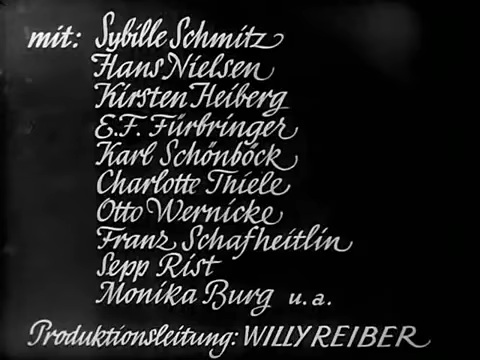 mit: Sybille Schmitz
Hans Nielsen
Kirsten Heiberg
E.F. Fürbringer
Karl Schönböck
Charlotte Thiele
Otto Wernicke
Franz Schafheitlin
Sepp Rist
Monika Burg u.a.
Produktionsleitung: WILLY REIBER